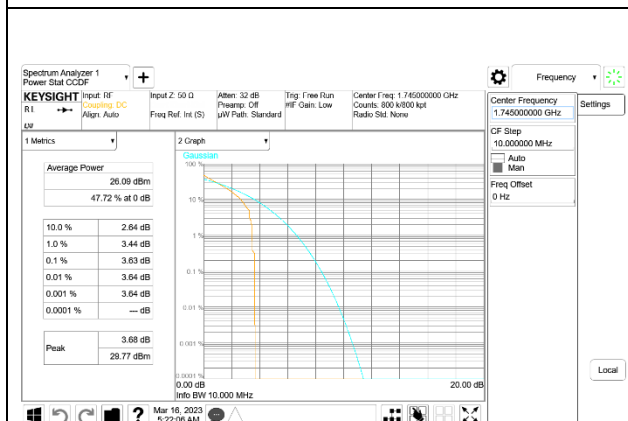 Spectrum Analyzer 1
Power Stat CCDF
Frequency
KEYSIGHT
Input: RF
Coupling: DC
Align: Auto
Input Z: 50 Ω
Freq Ref: Int (S)
Atten: 32 dB
Preamp: Off
µW Path: Standard
Trig: Free Run
#IF Gain: Low
Center Freq: 1.745000000 GHz
Counts: 800 k/800 kpt
Radio Std: None
Center Frequency
1.745000000 GHz
Settings
CF Step
10.000000 MHz
Auto
Man
Freq Offset
0 Hz
1 Metrics
2 Graph
Gaussian
Average Power
26.09 dBm
47.72 % at 0 dB
10.0 % 2.64 dB
1.0 % 3.44 dB
0.1 % 3.63 dB
0.01 % 3.64 dB
0.001 % 3.64 dB
0.0001 % --- dB
Peak 3.68 dB
29.77 dBm
100 %
10 %
1 %
0.1 %
0.01 %
0.001 %
0.0001 %
0.00 dB
20.00 dB
Info BW 10.000 MHz
Local
?
Mar 16, 2023
5:22:06 AM